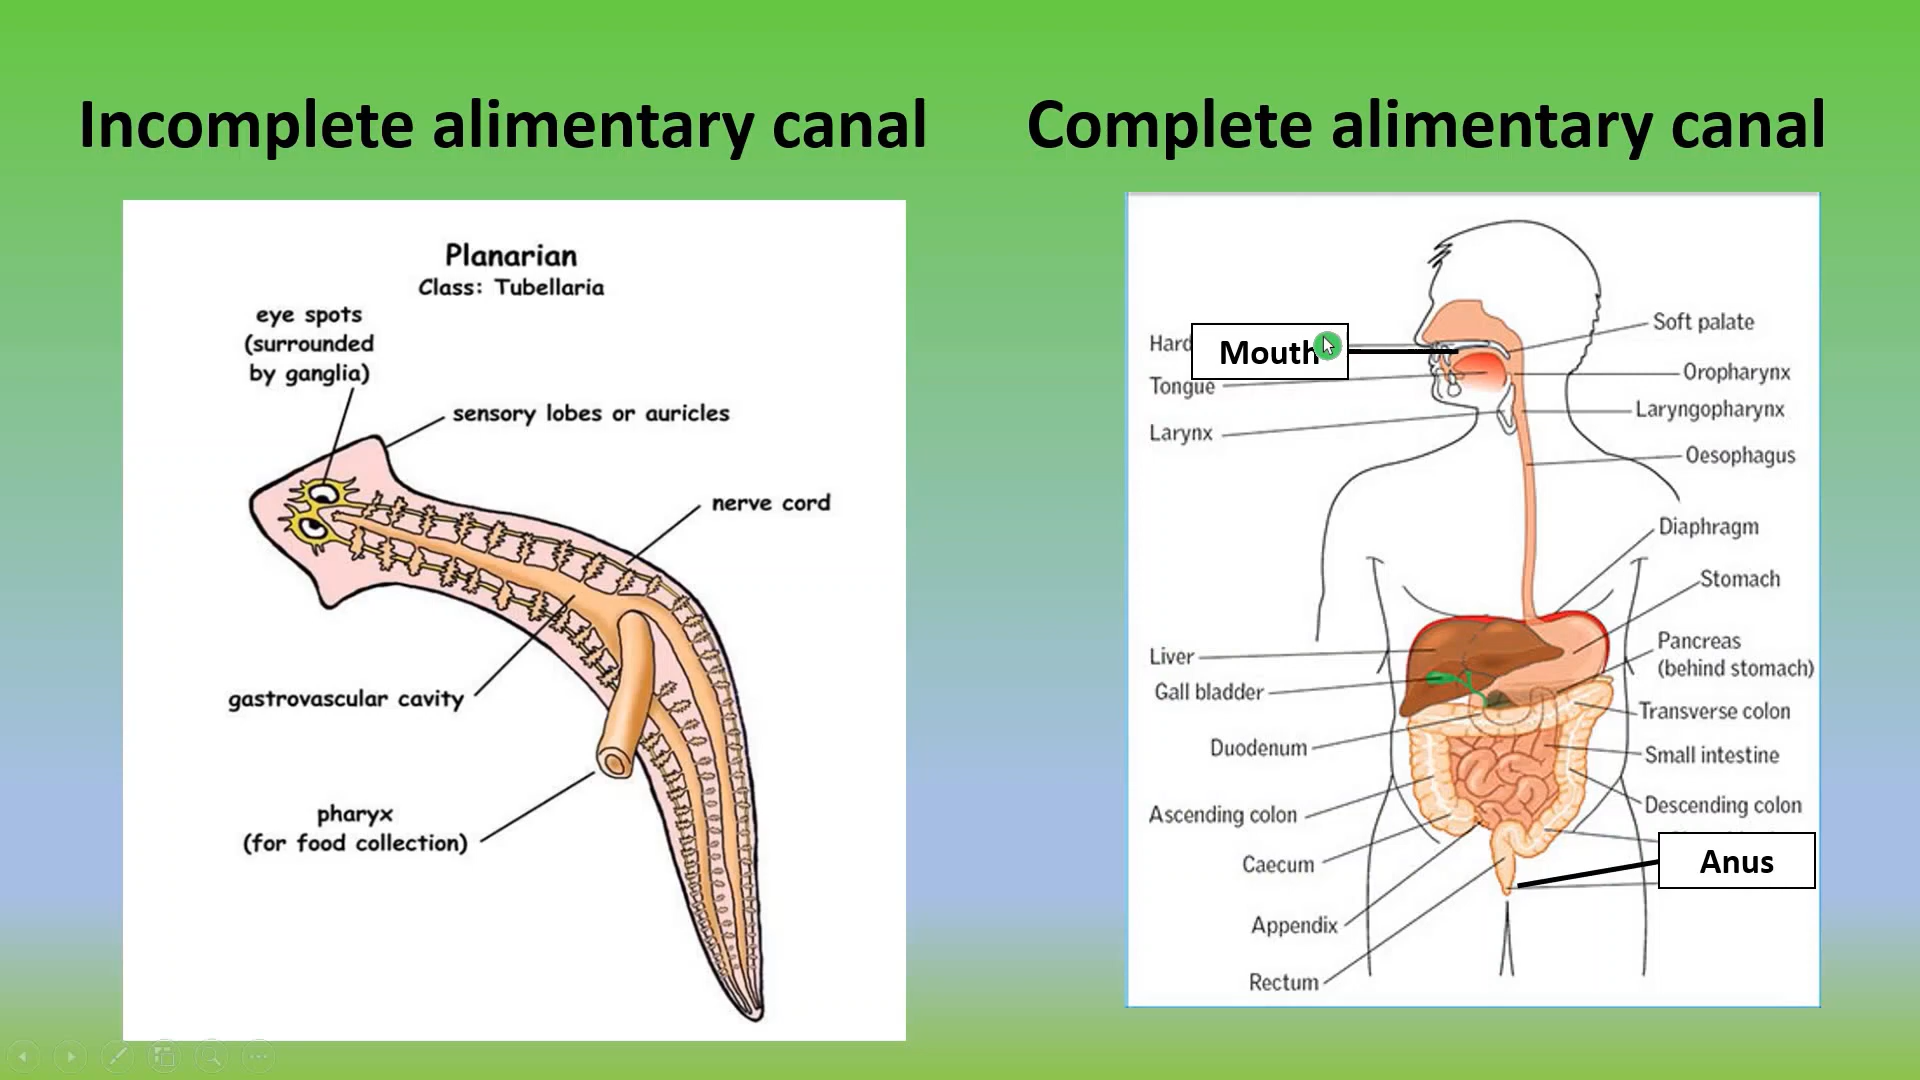 Incomplete alimentary canal
Complete alimentary canal
Planarian
Class: Tubellaria
eye spots
(surrounded
by ganglia)
sensory lobes or auricles
nerve cord
gastrovascular cavity
pharyx
(for food collection)
Hard
Mouth
Tongue
Larynx
Soft palate
Oropharynx
Laryngopharynx
Oesophagus
Diaphragm
Stomach
Pancreas
(behind stomach)
Liver
Gall bladder
Transverse colon
Duodenum
Small intestine
Ascending colon
Descending colon
Caecum
Anus
Appendix
Rectum